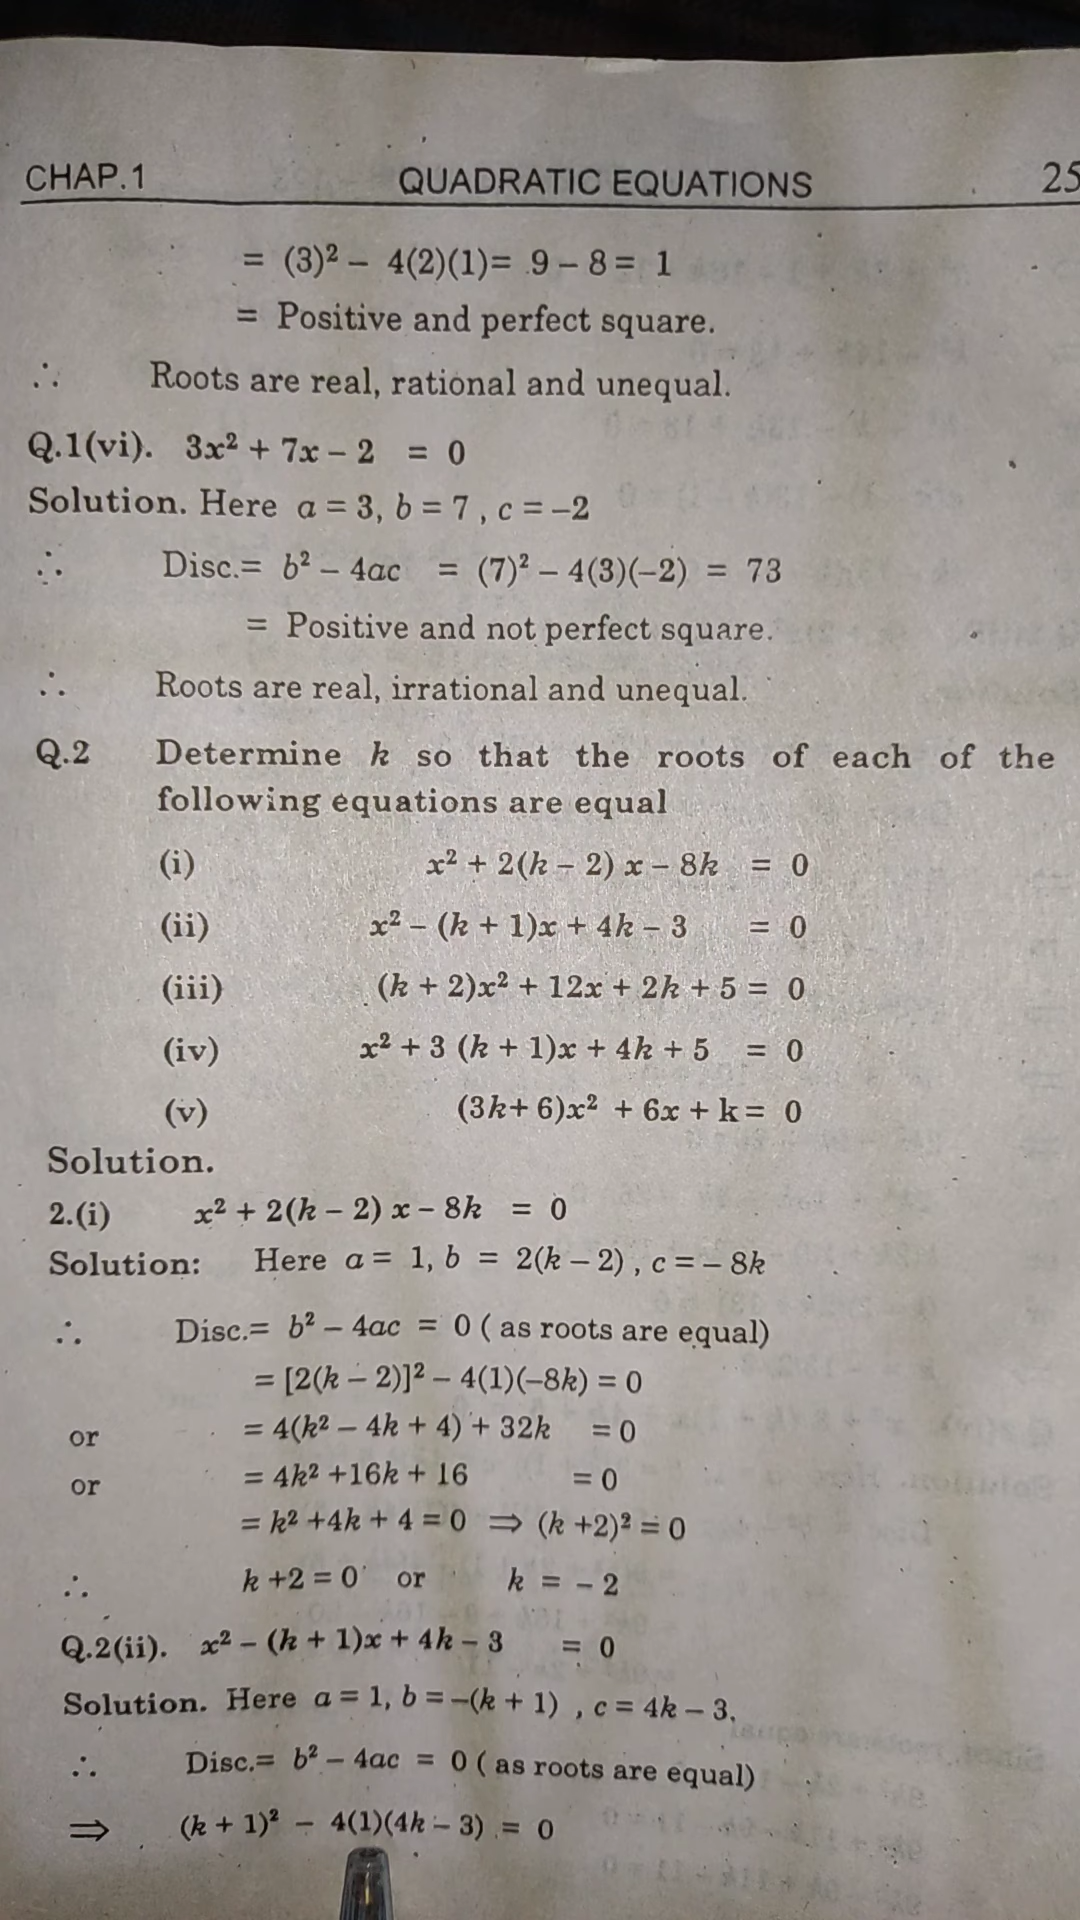 CHAP.1 QUADRATIC EQUATIONS 25
= (3)² – 4(2)(1)= 9 – 8 = 1
= Positive and perfect square.
∴ Roots are real, rational and unequal.
Q.1(vi). 3x² + 7x – 2 = 0
Solution. Here a = 3, b = 7 , c = –2
∴ Disc.= b² – 4ac = (7)² – 4(3)(–2) = 73
= Positive and not perfect square.
∴ Roots are real, irrational and unequal.
Q.2 Determine k so that the roots of each of the
following equations are equal
(i) x² + 2(k – 2) x – 8k = 0
(ii) x² – (k + 1)x + 4k – 3 = 0
(iii) (k + 2)x² + 12x + 2k + 5 = 0
(iv) x² + 3 (k + 1)x + 4k + 5 = 0
(v) (3k+ 6)x² + 6x + k = 0
Solution.
2.(i) x² + 2(k – 2) x – 8k = 0
Solution: Here a = 1, b = 2(k – 2) , c = – 8k
∴ Disc.= b² – 4ac = 0 ( as roots are equal)
= [2(k – 2)]² – 4(1)(–8k) = 0
or = 4(k² – 4k + 4) + 32k = 0
or = 4k² +16k + 16 = 0
= k² +4k + 4 = 0 ⇒ (k +2)² = 0
∴ k +2 = 0 or k = – 2
Q.2(ii). x² – (k + 1)x + 4k – 3 = 0
Solution. Here a = 1, b = –(k + 1) , c = 4k – 3,
∴ Disc.= b² – 4ac = 0 ( as roots are equal)
⇒ (k + 1)² – 4(1)(4k – 3) = 0